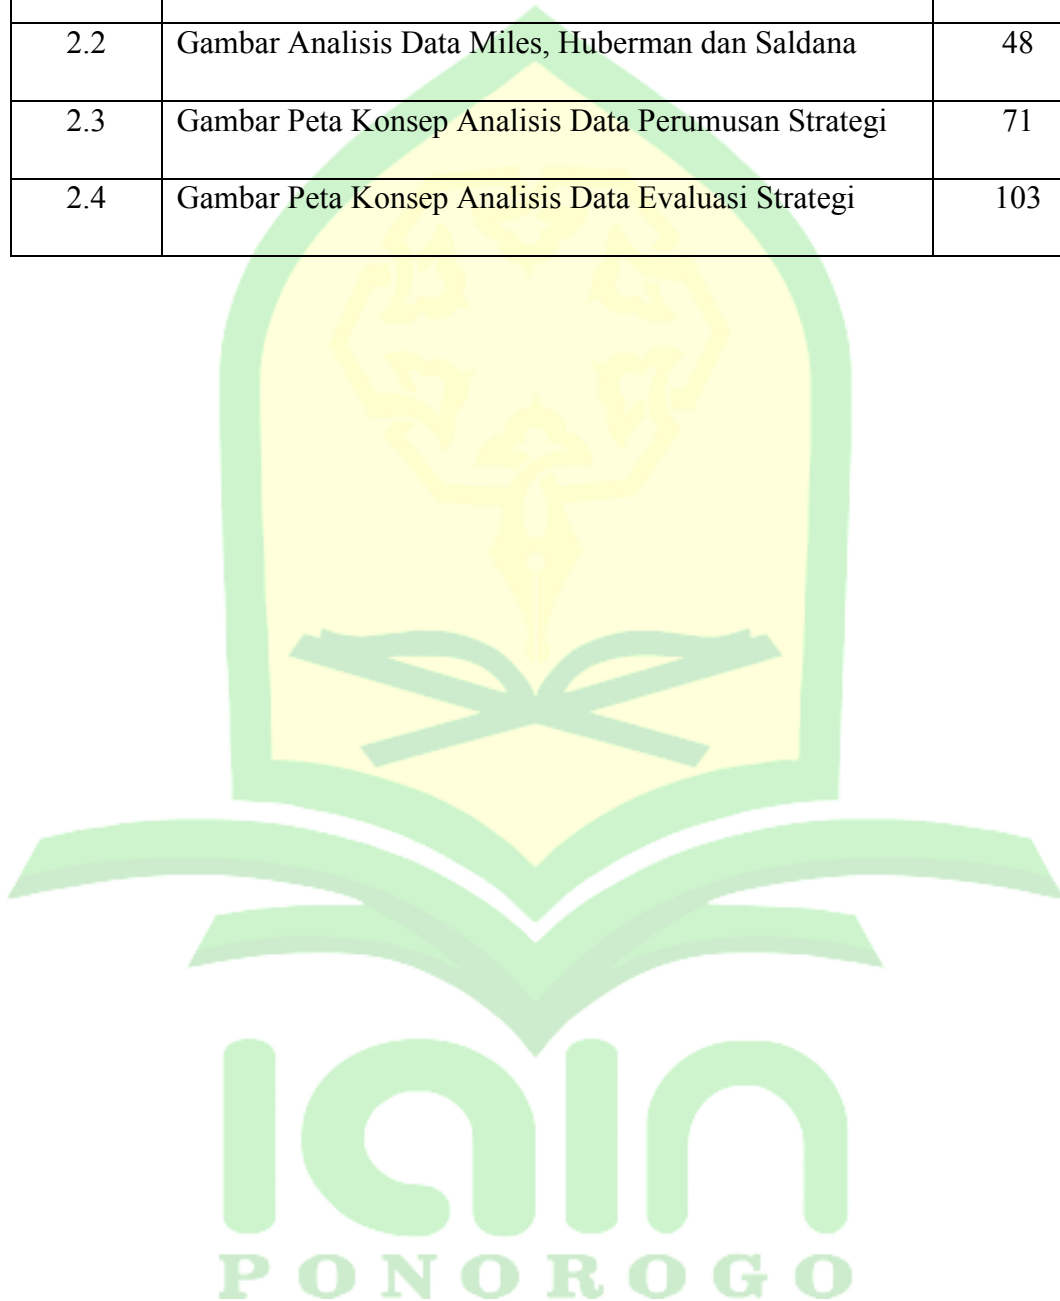 2.2 Gambar Analisis Data Miles, Huberman dan Saldana 48
2.3 Gambar Peta Konsep Analisis Data Perumusan Strategi 71
2.4 Gambar Peta Konsep Analisis Data Evaluasi Strategi 103
iain
PONOROGO